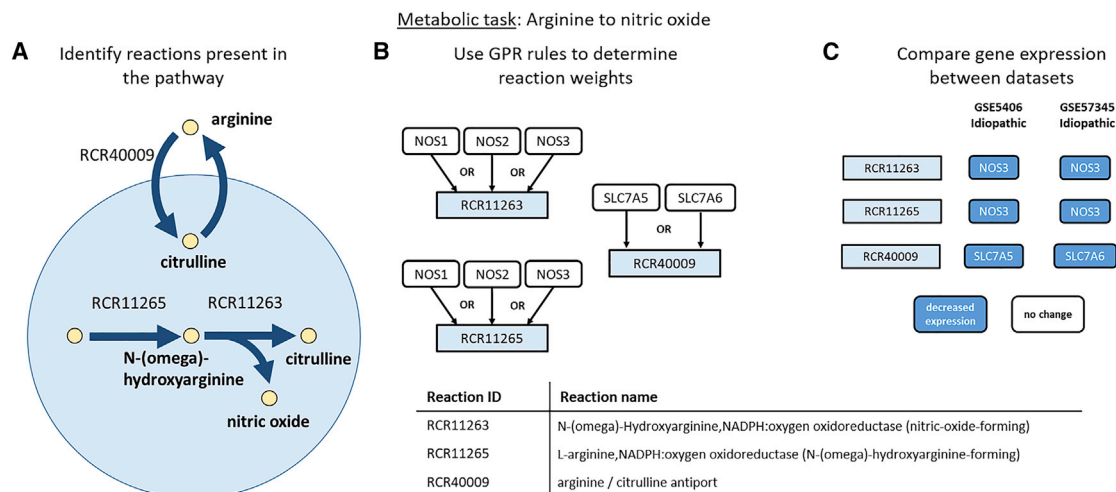 Metabolic task: Arginine to nitric oxide
A
Identify reactions present in
the pathway
arginine
RCR40009
citrulline
RCR11265
RCR11263
N-(omega)-
hydroxyarginine
citrulline
nitric oxide
B
Use GPR rules to determine
reaction weights
NOS1
NOS2
NOS3
OR
OR
RCR11263
SLC7A5
SLC7A6
OR
RCR40009
NOS1
NOS2
NOS3
OR
OR
RCR11265
C
Compare gene expression
between datasets
GSE5406
Idiopathic
GSE57345
Idiopathic
RCR11263
NOS3
NOS3
RCR11265
NOS3
NOS3
RCR40009
SLC7A5
SLC7A6
decreased
expression
no change
Reaction ID
Reaction name
RCR11263
N-(omega)-Hydroxyarginine,NADPH:oxygen oxidoreductase (nitric-oxide-forming)
RCR11265
L-arginine,NADPH:oxygen oxidoreductase (N-(omega)-hydroxyarginine-forming)
RCR40009
arginine / citrulline antiport